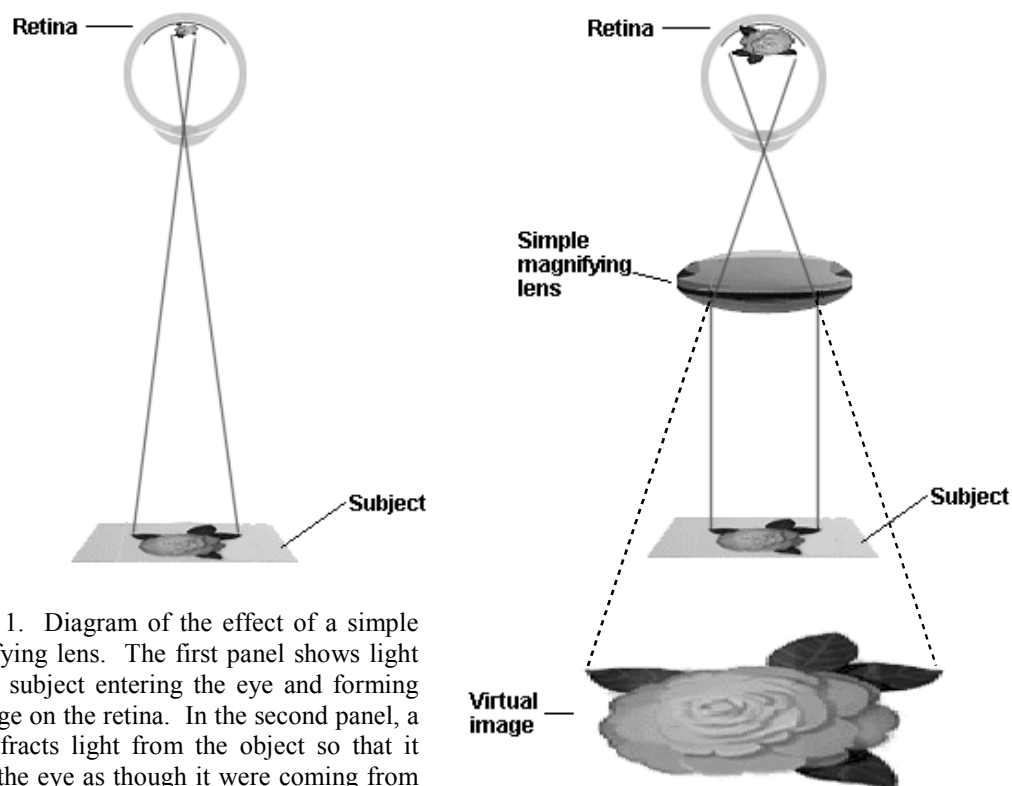 Retina
Subject
Retina
Simple
magnifying
lens
Subject
Virtual
image
1. Diagram of the effect of a simple
fying lens. The first panel shows light
subject entering the eye and forming
ge on the retina. In the second panel, a
fracts light from the object so that it
the eye as though it were coming from